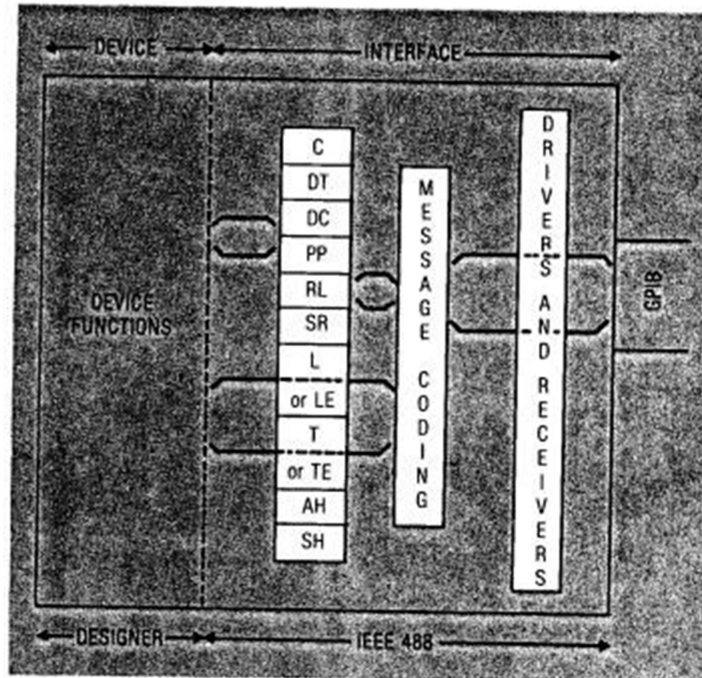 DEVICE
INTERFACE
C
DT
DC
PP
RL
SR
L
or LE
T
or TE
AH
SH
MESSAGE CODING
DRIVERS AND RECEIVERS
GPIB
DEVICE
FUNCTIONS
DESIGNER
IEEE 488